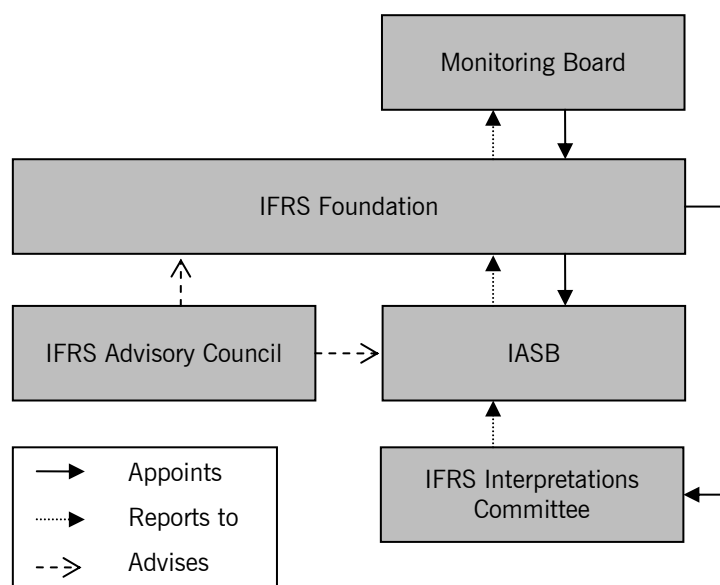 Monitoring Board
IFRS Foundation
IFRS Advisory Council
IASB
IFRS Interpretations
Committee
Appoints
Reports to
Advises